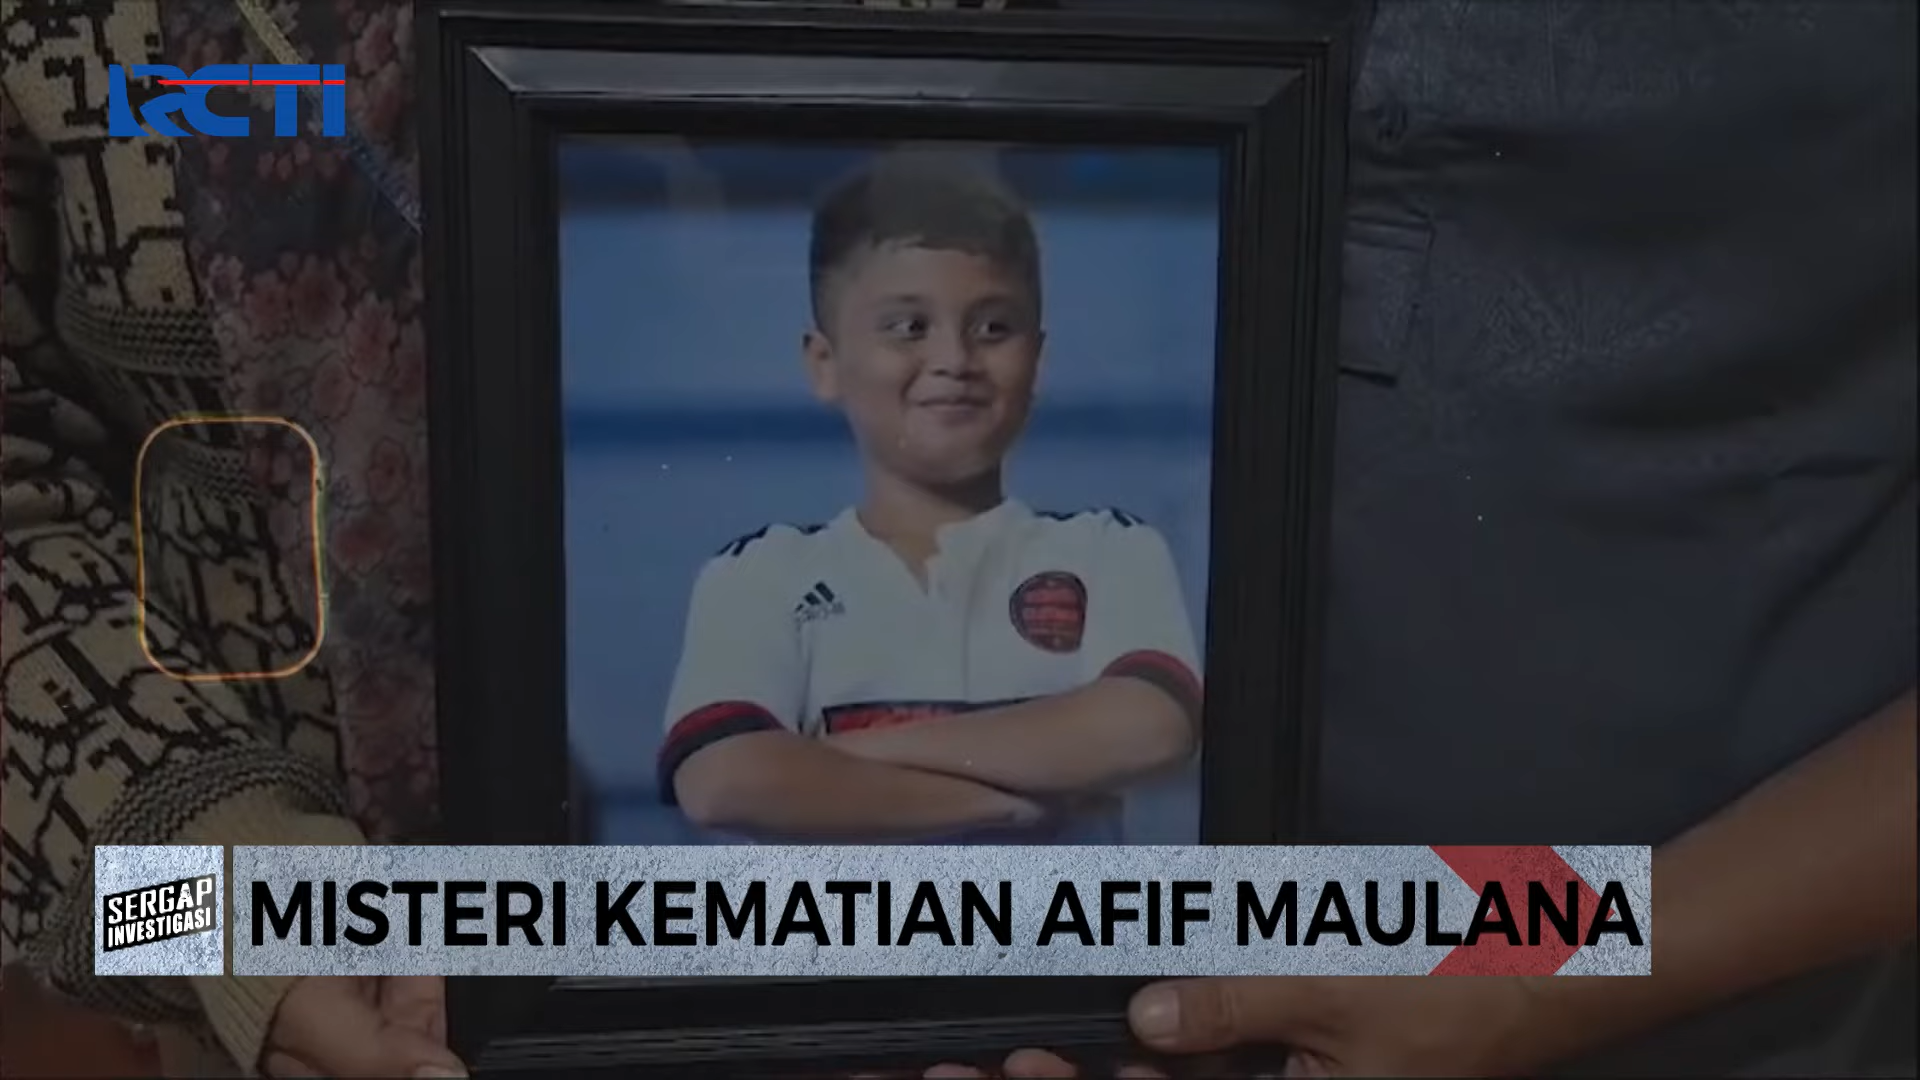 RCTI
SERGAP
INVESTIGASI
MISTERI KEMATIAN AFIF MAULANA